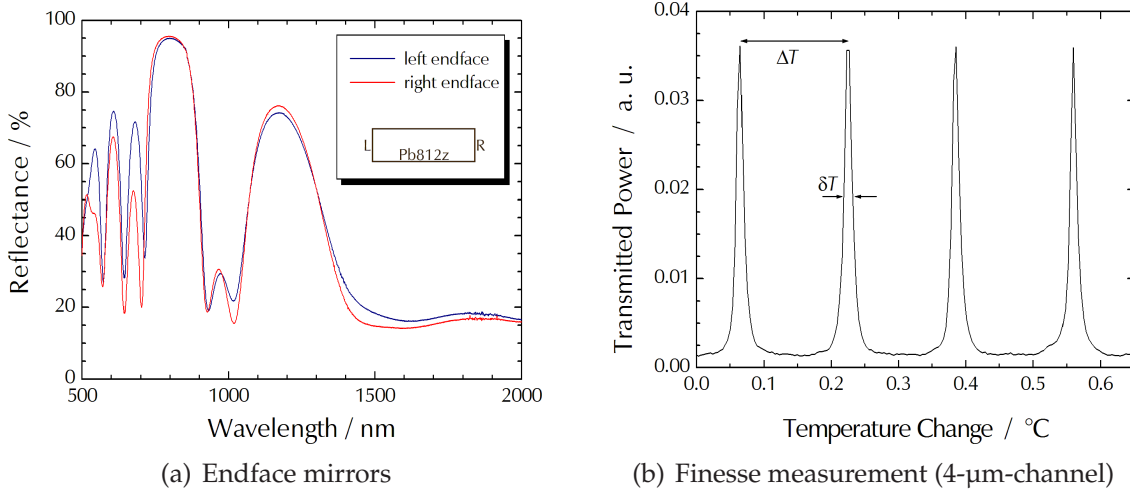 100
80
60
40
20
0
Reflectance / %
500 1000 1500 2000
Wavelength / nm
left endface
right endface
L Pb812z R
(a) Endface mirrors
0.04
0.03
0.02
0.01
0.00
Transmitted Power / a. u.
ΔT
δT
0.0 0.1 0.2 0.3 0.4 0.5 0.6
Temperature Change / °C
(b) Finesse measurement (4-µm-channel)